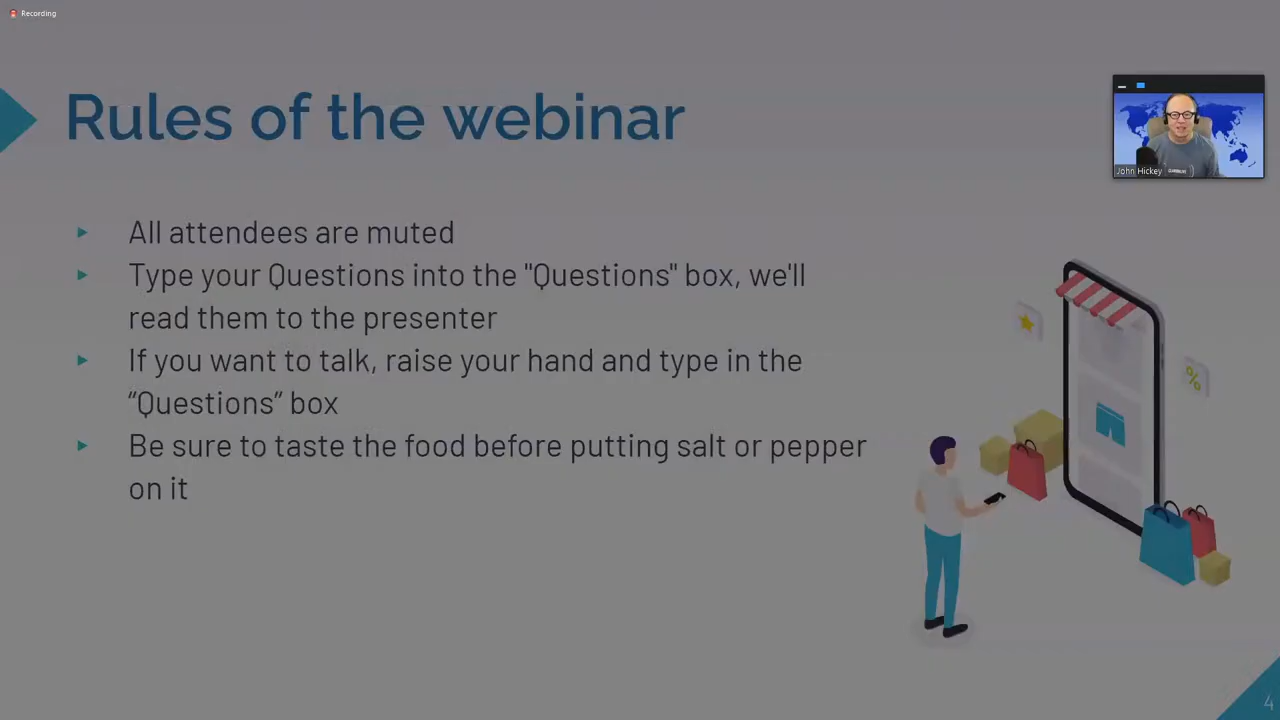 Recording
Rules of the webinar
John Hickey
All attendees are muted
Type your Questions into the "Questions" box, we'll
read them to the presenter
If you want to talk, raise your hand and type in the
“Questions” box
Be sure to taste the food before putting salt or pepper
on it
%
4